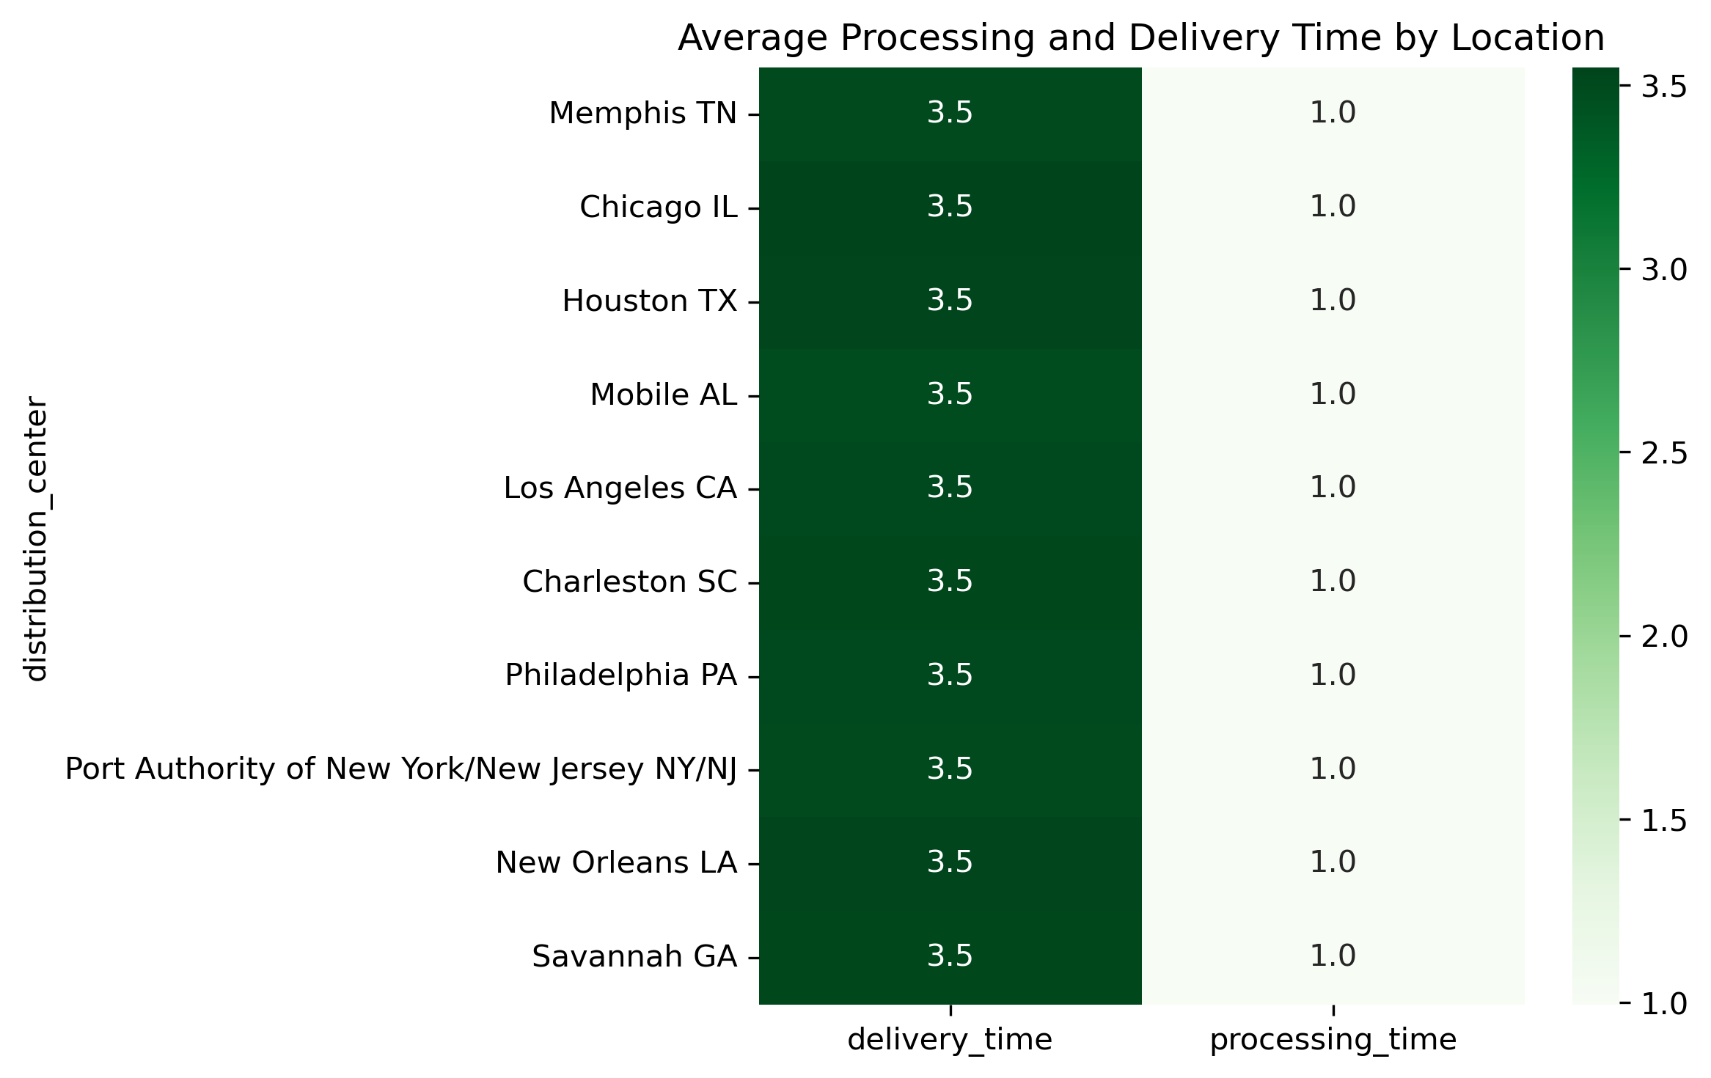 Average Processing and Delivery Time by Location
distribution_center
Memphis TN 3.5 1.0
Chicago IL 3.5 1.0
Houston TX 3.5 1.0
Mobile AL 3.5 1.0
Los Angeles CA 3.5 1.0
Charleston SC 3.5 1.0
Philadelphia PA 3.5 1.0
Port Authority of New York/New Jersey NY/NJ 3.5 1.0
New Orleans LA 3.5 1.0
Savannah GA 3.5 1.0
delivery_time processing_time
3.5
3.0
2.5
2.0
1.5
1.0